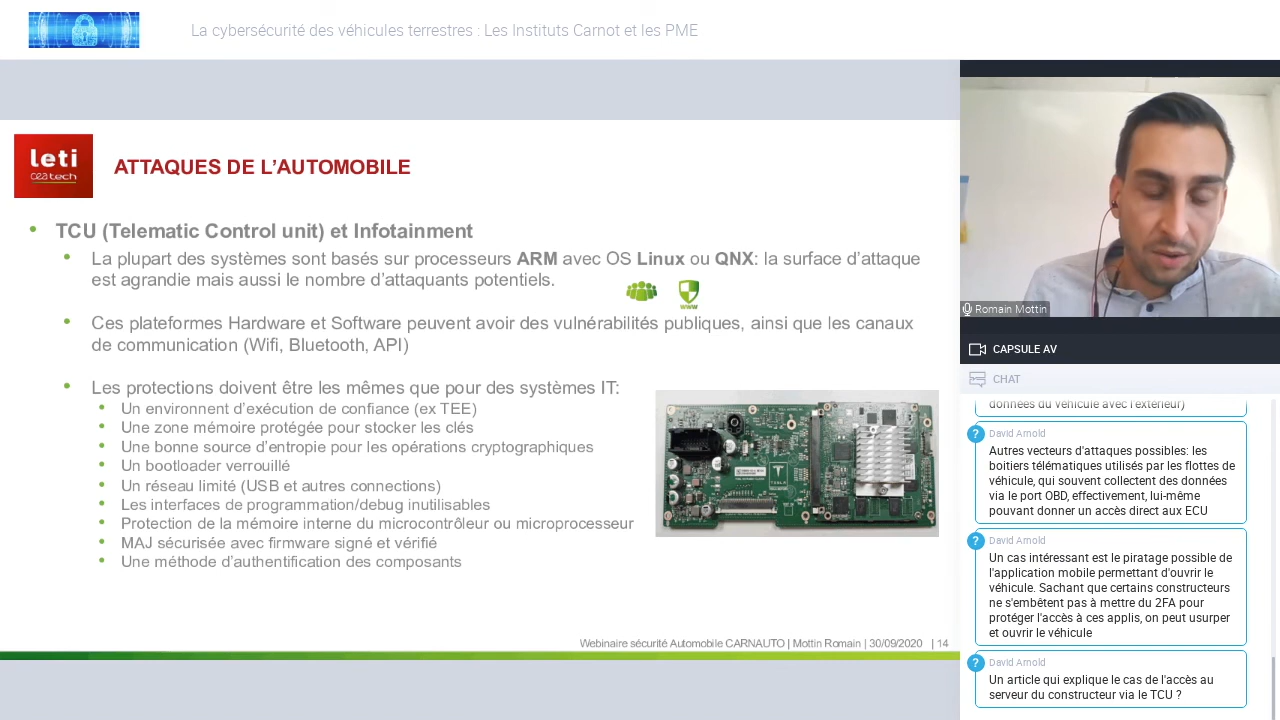 La cybersécurité des véhicules terrestres : Les Instituts Carnot et les PME
leti
ceatech
ATTAQUES DE L'AUTOMOBILE
• TCU (Telematic Control unit) et Infotainment
• La plupart des systèmes sont basés sur processeurs ARM avec OS Linux ou QNX: la surface d'attaque
est agrandie mais aussi le nombre d'attaquants potentiels.
www
• Ces plateformes Hardware et Software peuvent avoir des vulnérabilités publiques, ainsi que les canaux
de communication (Wifi, Bluetooth, API)
• Les protections doivent être les mêmes que pour des systèmes IT:
• Un environnent d'exécution de confiance (ex TEE)
• Une zone mémoire protégée pour stocker les clés
• Une bonne source d'entropie pour les opérations cryptographiques
• Un bootloader verrouillé
• Un réseau limité (USB et autres connections)
• Les interfaces de programmation/debug inutilisables
• Protection de la mémoire interne du microcontrôleur ou microprocesseur
• MAJ sécurisée avec firmware signé et vérifié
• Une méthode d'authentification des composants
TESLA
Webinaire sécurité Automobile CARNAUTO | Mottin Romain | 30/09/2020 | 14
Romain Mottin
CAPSULE AV
CHAT
données du véhicule avec l'extérieur)
? David Arnold
Autres vecteurs d'attaques possibles: les
boitiers télématiques utilisés par les flottes de
véhicule, qui souvent collectent des données
via le port OBD, effectivement, lui-même
pouvant donner un accès direct aux ECU
? David Arnold
Un cas intéressant est le piratage possible de
l'application mobile permettant d'ouvrir le
véhicule. Sachant que certains constructeurs
ne s'embêtent pas à mettre du 2FA pour
protéger l'accès à ces applis, on peut usurper
et ouvrir le véhicule
? David Arnold
Un article qui explique le cas de l'accès au
serveur du constructeur via le TCU ?